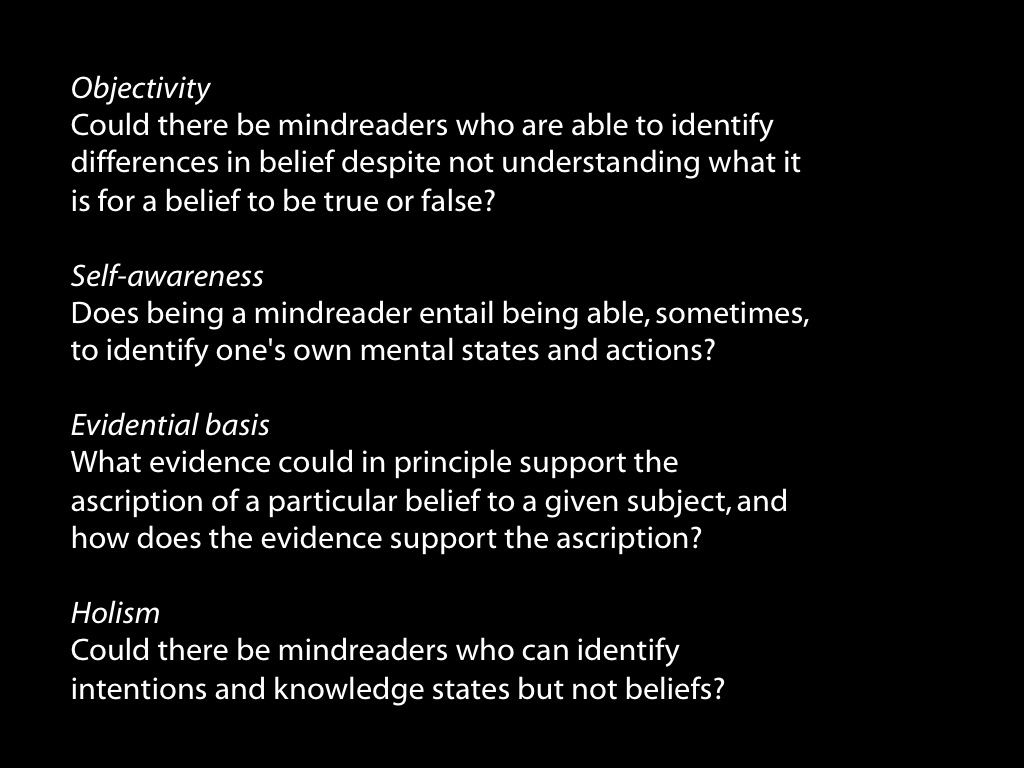 Objectivity
Could there be mindreaders who are able to identify
differences in belief despite not understanding what it
is for a belief to be true or false?
Self-awareness
Does being a mindreader entail being able, sometimes,
to identify one's own mental states and actions?
Evidential basis
What evidence could in principle support the
ascription of a particular belief to a given subject, and
how does the evidence support the ascription?
Holism
Could there be mindreaders who can identify
intentions and knowledge states but not beliefs?